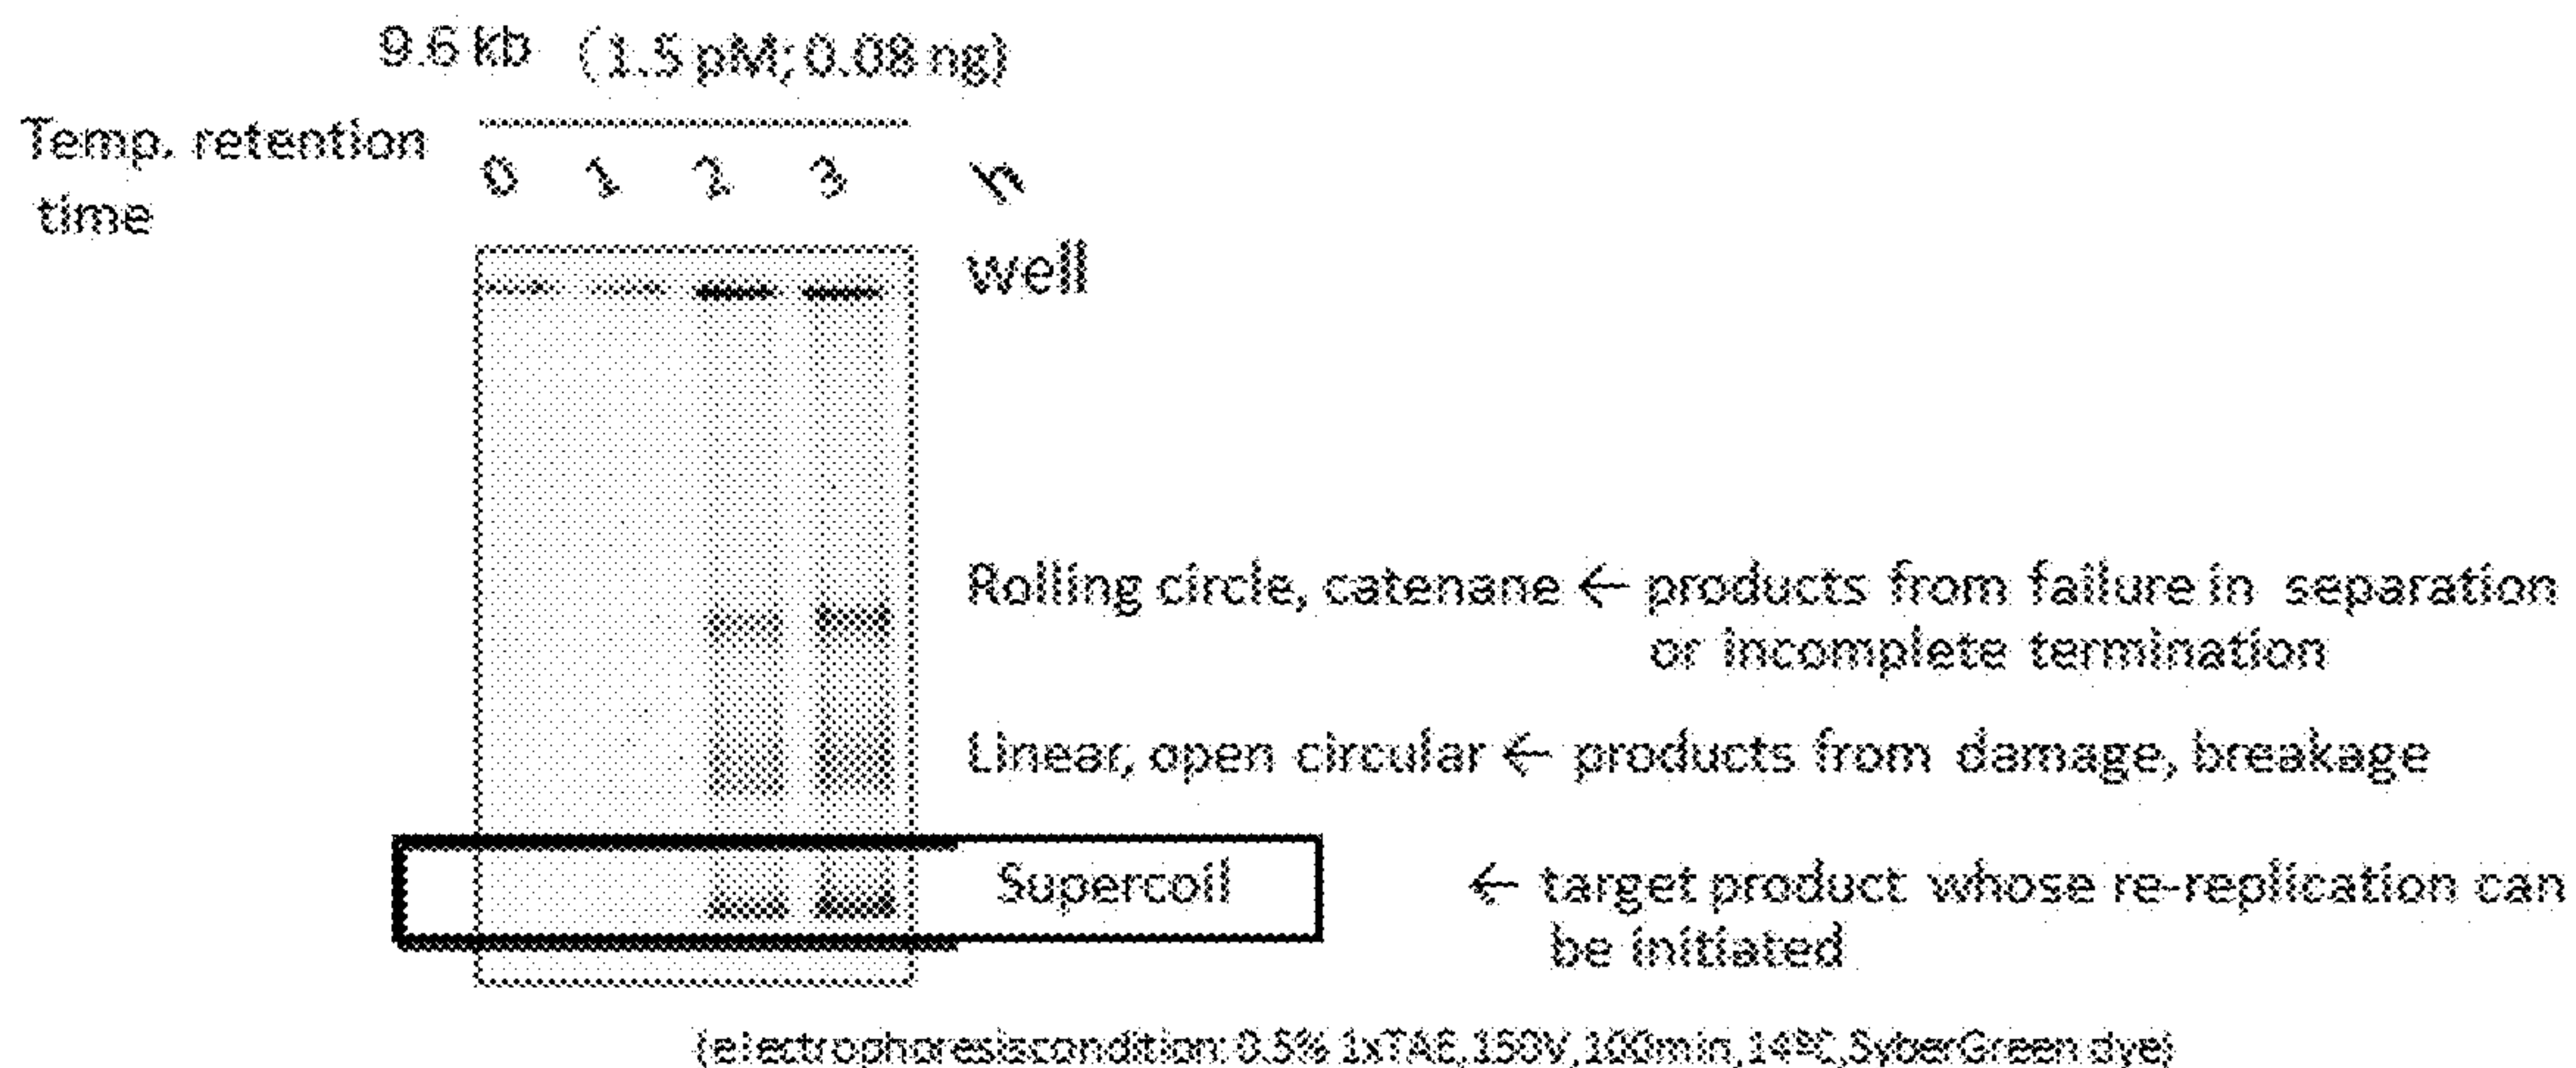 9.6 kb (1.5 pM; 0.08 ng)
Temp. retention
time
0 1 2 3 h
well
Rolling circle, catenane ← products from failure in separation
or incomplete termination
Linear, open circular ← products from damage, breakage
Supercoil ← target product whose re-replication can
be initiated
(electrophoresis condition: 0.5% 1xTAE, 150V, 100min, 14ºC, SyberGreen dye)